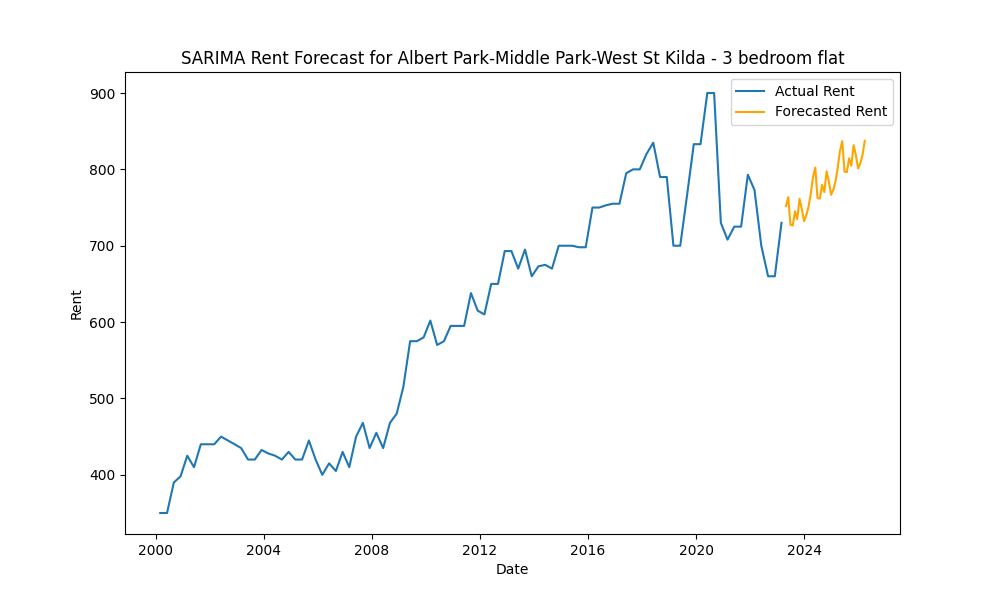 SARIMA Rent Forecast for Albert Park-Middle Park-West St Kilda - 3 bedroom flat
Actual Rent
Forecasted Rent
900
800
700
600
500
400
Rent
2000
2004
2008
2012
2016
2020
2024
Date